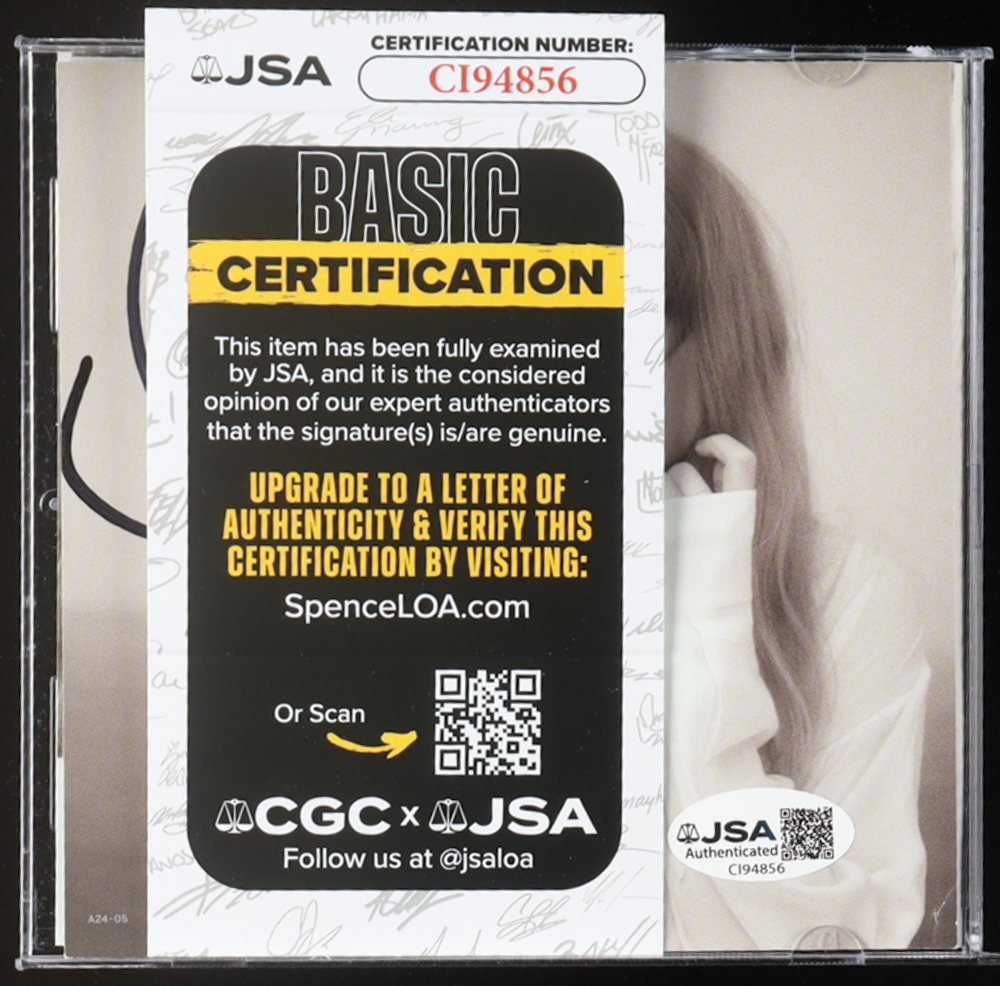 JSA
CERTIFICATION NUMBER:
CI94856
BASIC
CERTIFICATION
This item has been fully examined
by JSA, and it is the considered
opinion of our expert authenticators
that the signature(s) is/are genuine.
UPGRADE TO A LETTER OF
AUTHENTICITY & VERIFY THIS
CERTIFICATION BY VISITING:
SpenceLOA.com
Or Scan
CGC x JSA
Follow us at @jsaloa
JSA
Authenticated
CI94856
A24-05